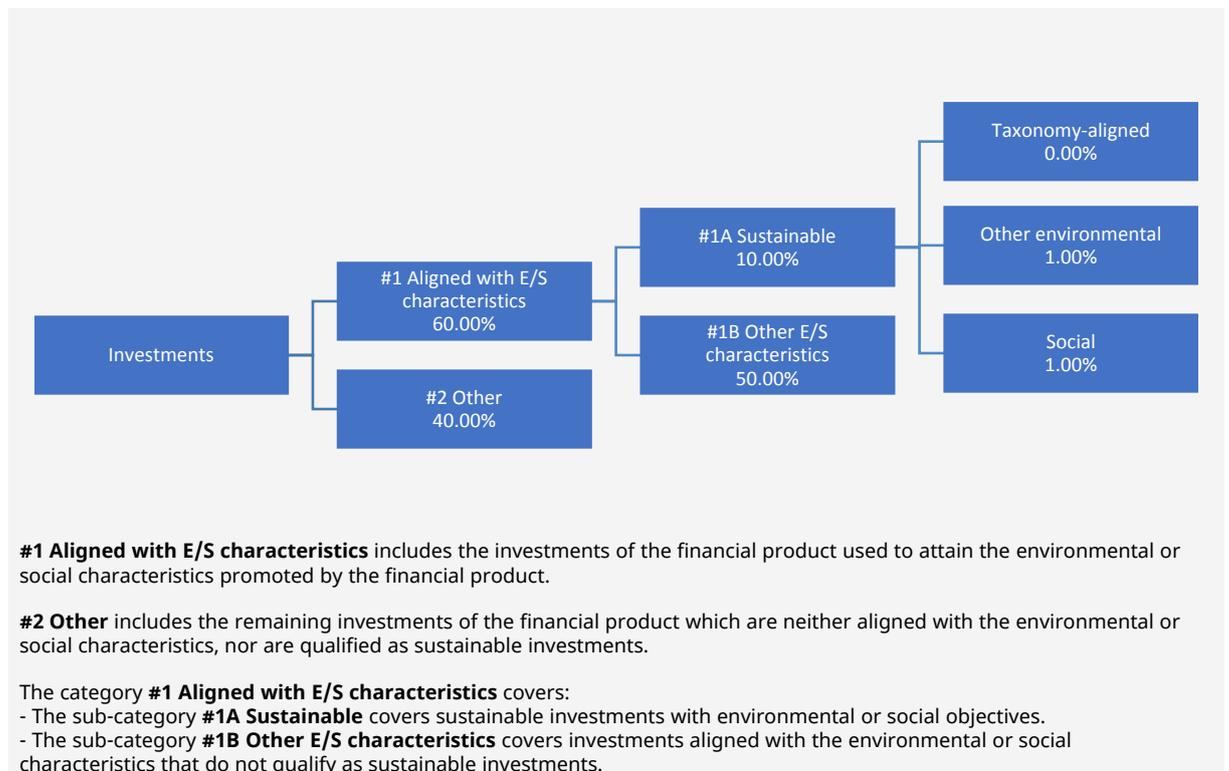 Taxonomy-aligned
0.00%
Other environmental
1.00%
Social
1.00%
#1A Sustainable
10.00%
#1B Other E/S
characteristics
50.00%
#1 Aligned with E/S
characteristics
60.00%
#2 Other
40.00%
Investments
#1 Aligned with E/S characteristics includes the investments of the financial product used to attain the environmental or
social characteristics promoted by the financial product.
#2 Other includes the remaining investments of the financial product which are neither aligned with the environmental or
social characteristics, nor are qualified as sustainable investments.
The category #1 Aligned with E/S characteristics covers:
- The sub-category #1A Sustainable covers sustainable investments with environmental or social objectives.
- The sub-category #1B Other E/S characteristics covers investments aligned with the environmental or social
characteristics that do not qualify as sustainable investments.